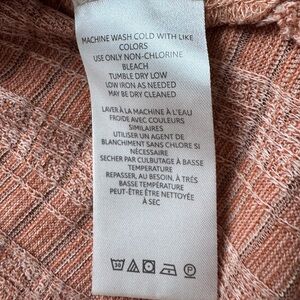 MACHINE WASH COLD WITH LIKE
COLORS
USE ONLY NON-CHLORINE
BLEACH
TUMBLE DRY LOW
LOW IRON AS NEEDED
MAY BE DRY CLEANED
LAVER À LA MACHINE À L'EAU
FROIDE AVEC COULEURS
SIMILAIRES
UTILISER UN AGENT DE
BLANCHIMENT SANS CHLORE SI
NÉCESSAIRE
SECHER PAR CULBUTAGE À BASSE
TEMPERATURE
REPASSER, AU BESOIN, À TRÉS
BASSE TEMPÉRATURE
PEUT-ÊTRE ÊTRE NETTOYÉE
À SEC
30
P